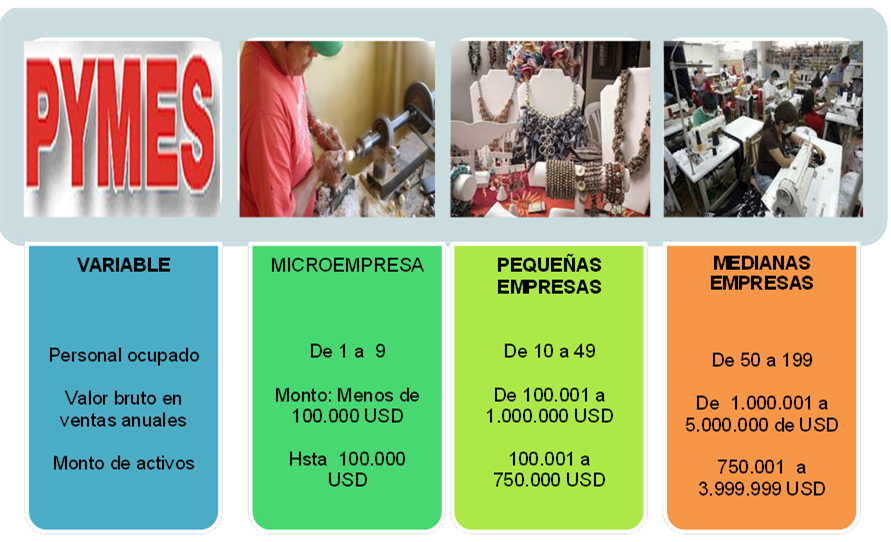 PYMES
VARIABLE
Personal ocupado
Valor bruto en
ventas anuales
Monto de activos
MICROEMPRESA
De 1 a 9
Monto: Menos de
100.000 USD
Hsta 100.000
USD
PEQUEÑAS
EMPRESAS
De 10 a 49
De 100.001 a
1.000.000 USD
100.001 a
750.000 USD
MEDIANAS
EMPRESAS
De 50 a 199
De 1.000.001 a
5.000.000 de USD
750.001 a
3.999.999 USD